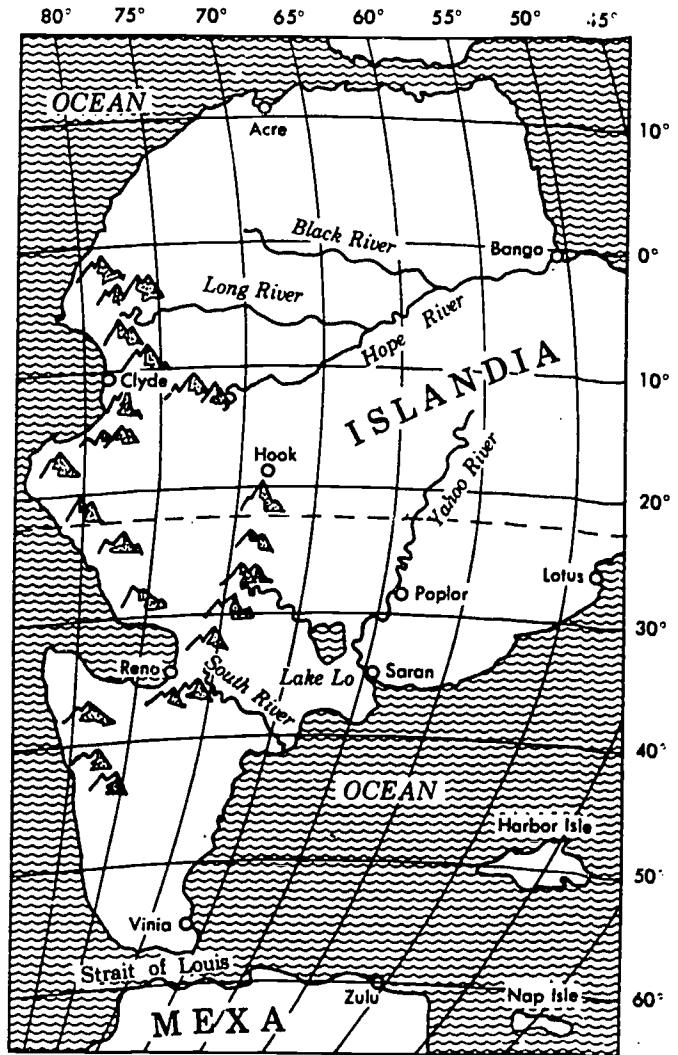 80° 75° 70° 65° 60° 55° 50° 45°
OCEAN
Acre
10°
Black River
Bango
0°
Long River
Hope River
ISLANDIA
Clyde
10°
Hook
20°
Yahoo River
Lotus
Poplor
30°
Reno
South River
Lake Lo
Saran
40°
OCEAN
Harbor Isle
50°
Vinia
Strait of Louis
Zulu
Nap Isle
60°
MEXA